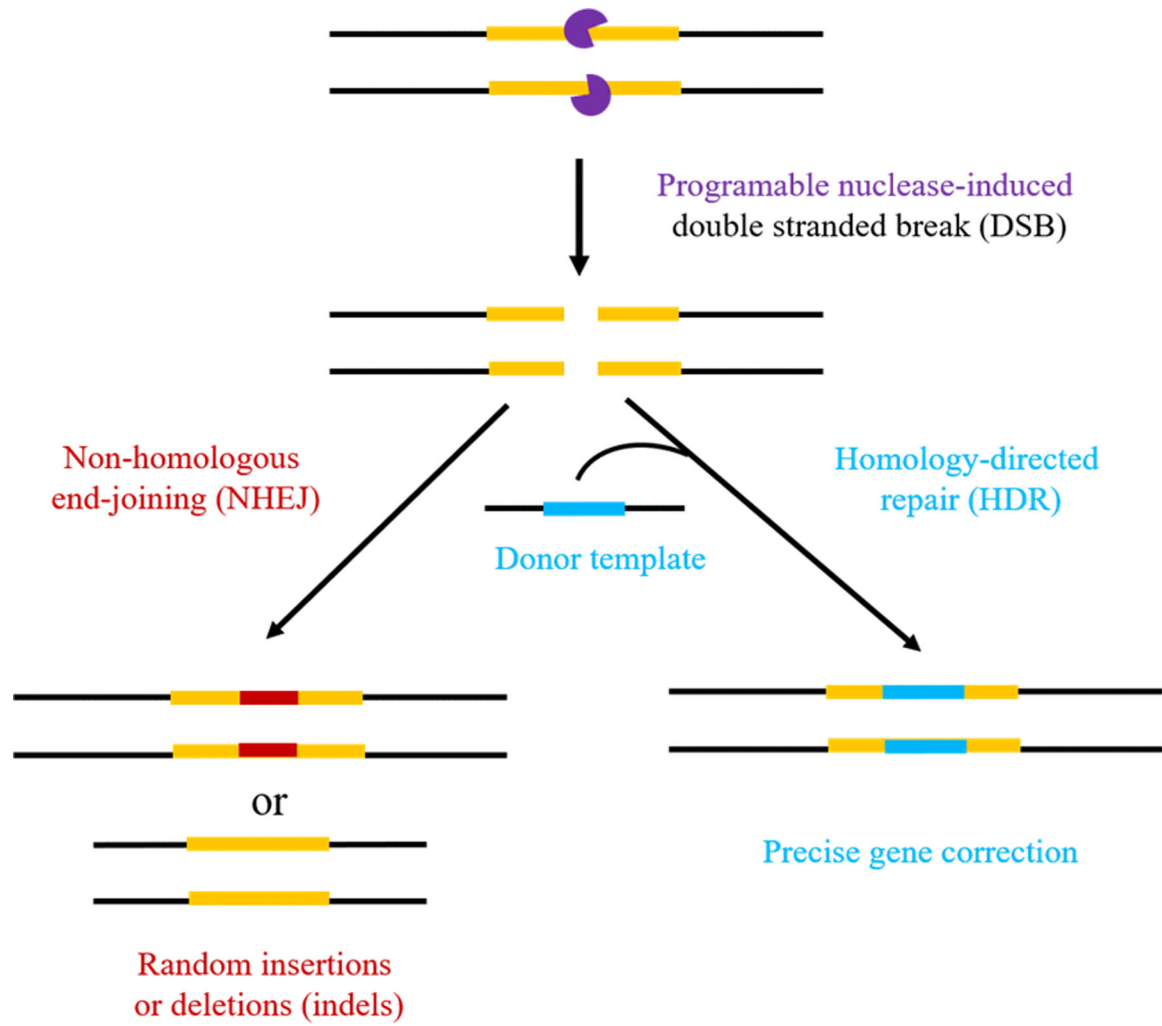 Programable nuclease-induced
double stranded break (DSB)
Non-homologous
end-joining (NHEJ)
Homology-directed
repair (HDR)
Donor template
or
Precise gene correction
Random insertions
or deletions (indels)